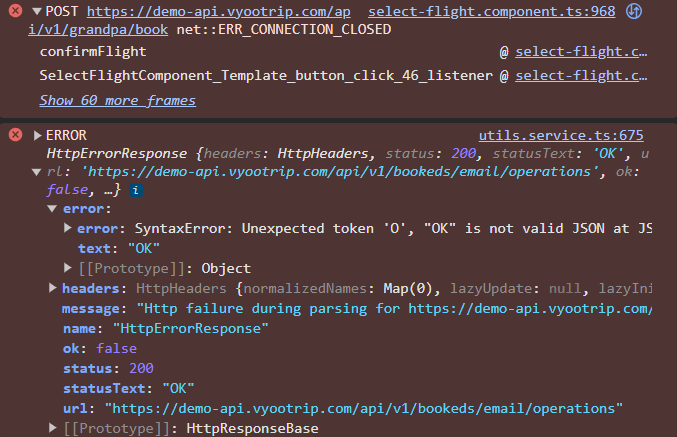 POST https://demo-api.vyootrip.com/ap select-flight.component.ts:968
i/v1/grandpa/book net::ERR_CONNECTION_CLOSED
confirmFlight @ select-flight.c…
SelectFlightComponent_Template_button_click_46_listener @ select-flight.c…
Show 60 more frames
ERROR utils.service.ts:675
HttpErrorResponse {headers: HttpHeaders, status: 200, statusText: 'OK', u
rl: 'https://demo-api.vyootrip.com/api/v1/bookeds/email/operations', ok:
false, …} i
error:
error: SyntaxError: Unexpected token 'O', "OK" is not valid JSON at JS
text: "OK"
[[Prototype]]: Object
headers: HttpHeaders {normalizedNames: Map(0), lazyUpdate: null, lazyIni
message: "Http failure during parsing for https://demo-api.vyootrip.com/
name: "HttpErrorResponse"
ok: false
status: 200
statusText: "OK"
url: "https://demo-api.vyootrip.com/api/v1/bookeds/email/operations"
[[Prototype]]: HttpResponseBase